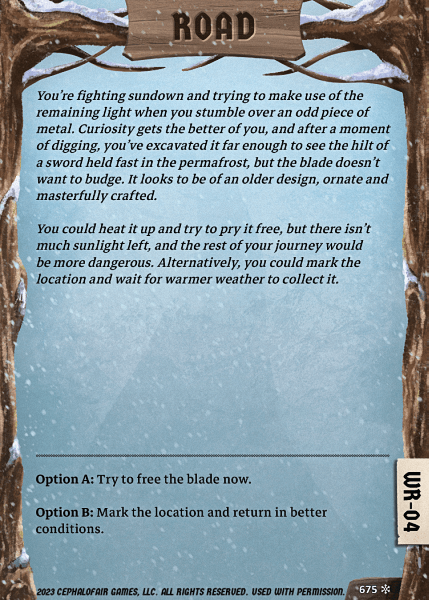 ROAD
You're fighting sundown and trying to make use of the
remaining light when you stumble over an odd piece of
metal. Curiosity gets the better of you, and after a moment
of digging, you've excavated it far enough to see the hilt of
a sword held fast in the permafrost, but the blade doesn't
want to budge. It looks to be of an older design, ornate and
masterfully crafted.
You could heat it up and try to pry it free, but there isn't
much sunlight left, and the rest of your journey would
be more dangerous. Alternatively, you could mark the
location and wait for warmer weather to collect it.
Option A: Try to free the blade now.
Option B: Mark the location and return in better
conditions.
WR-04
2023 CEPHALOFAIR GAMES, LLC. ALL RIGHTS RESERVED. USED WITH PERMISSION.
675